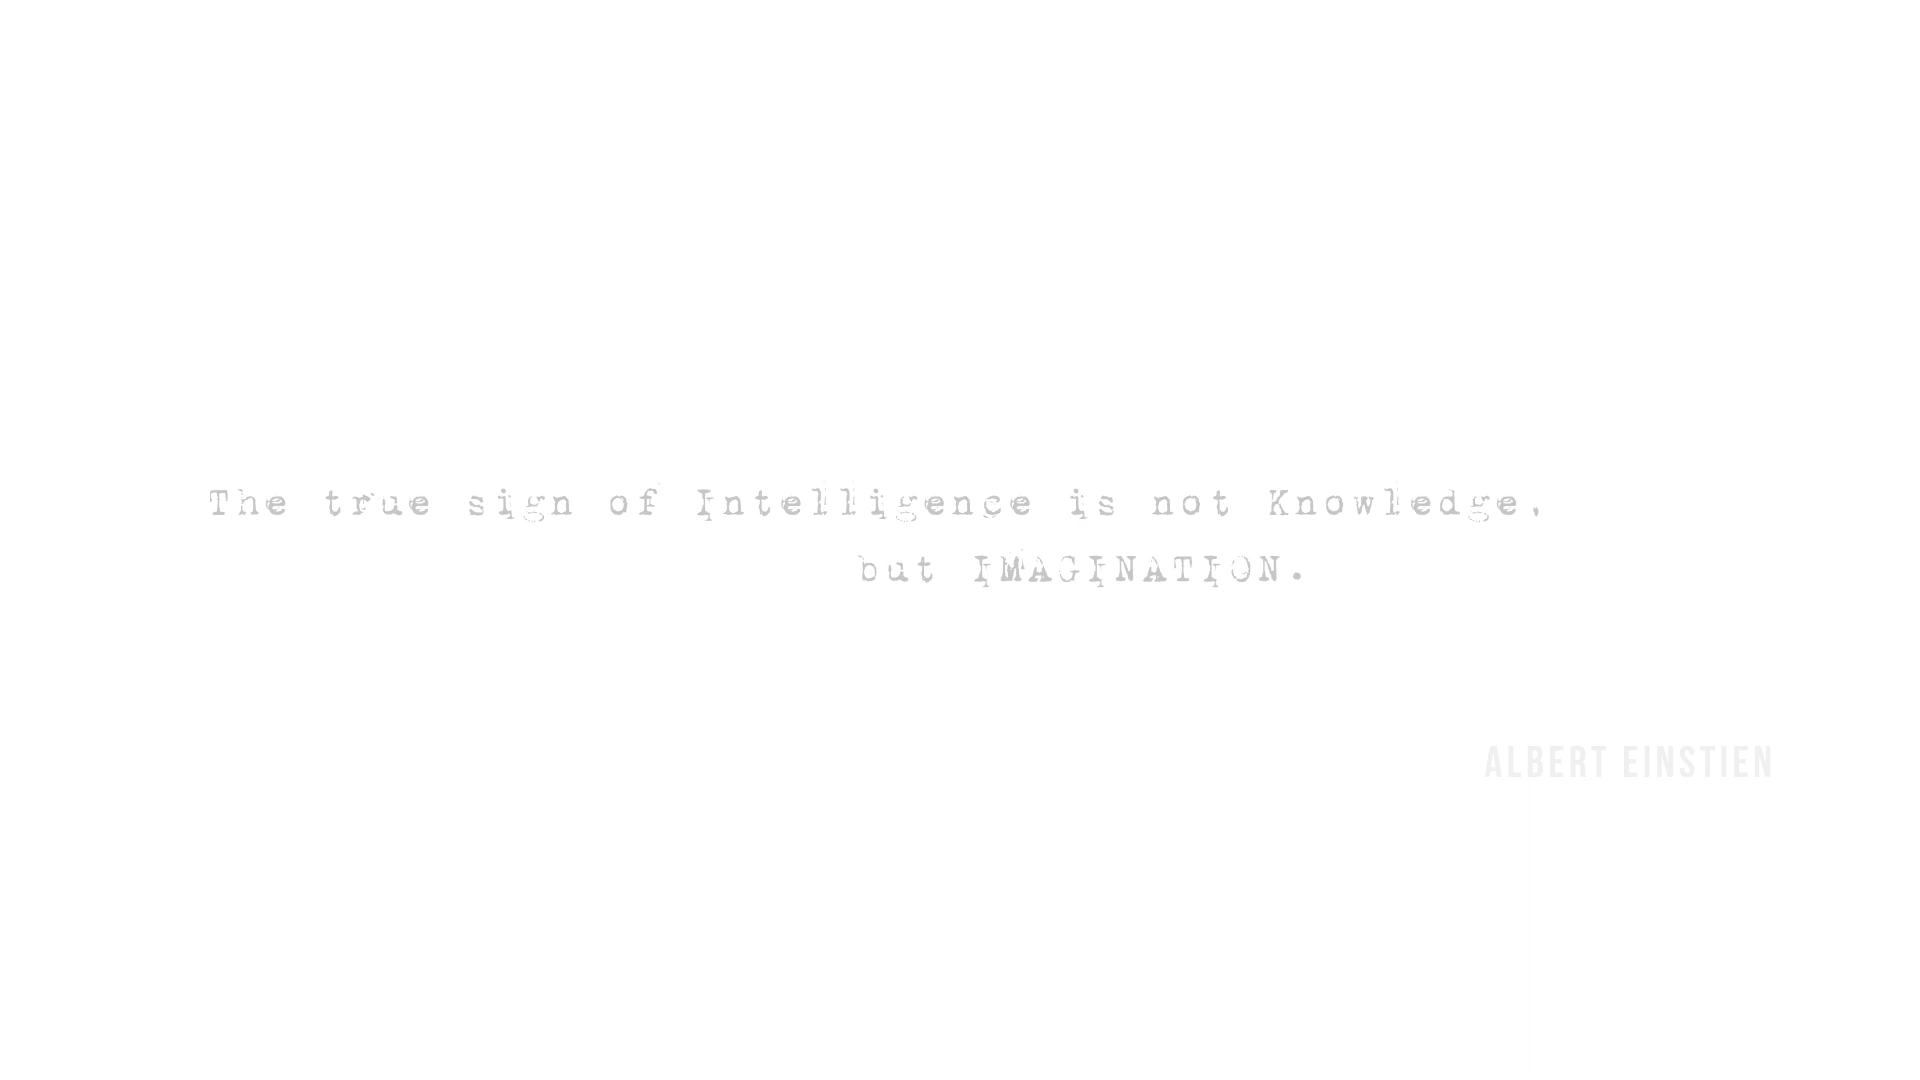 The true sign of Intelligence is not Knowledge,
but IMAGINATION.
ALBERT EINSTIEN